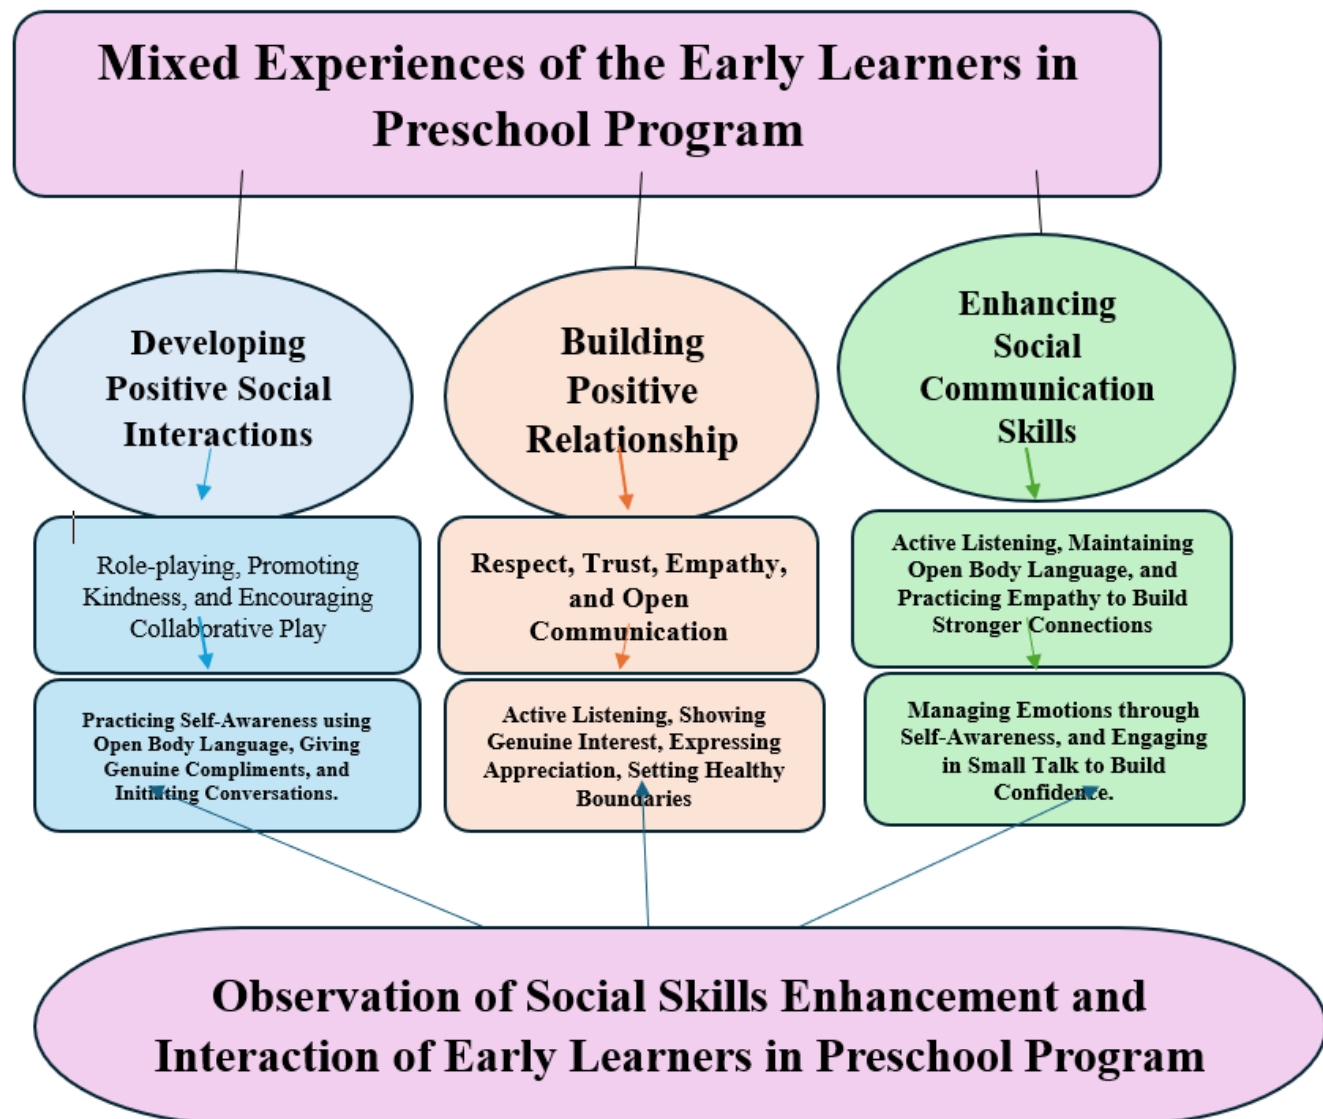 Mixed Experiences of the Early Learners in
Preschool Program
Developing
Positive Social
Interactions
Building
Positive
Relationship
Enhancing
Social
Communication
Skills
Role-playing, Promoting
Kindness, and Encouraging
Collaborative Play
Respect, Trust, Empathy,
and Open
Communication
Active Listening, Maintaining
Open Body Language, and
Practicing Empathy to Build
Stronger Connections
Practicing Self-Awareness using
Open Body Language, Giving
Genuine Compliments, and
Initiating Conversations.
Active Listening, Showing
Genuine Interest, Expressing
Appreciation, Setting Healthy
Boundaries
Managing Emotions through
Self-Awareness, and Engaging
in Small Talk to Build
Confidence.
Observation of Social Skills Enhancement and
Interaction of Early Learners in Preschool Program